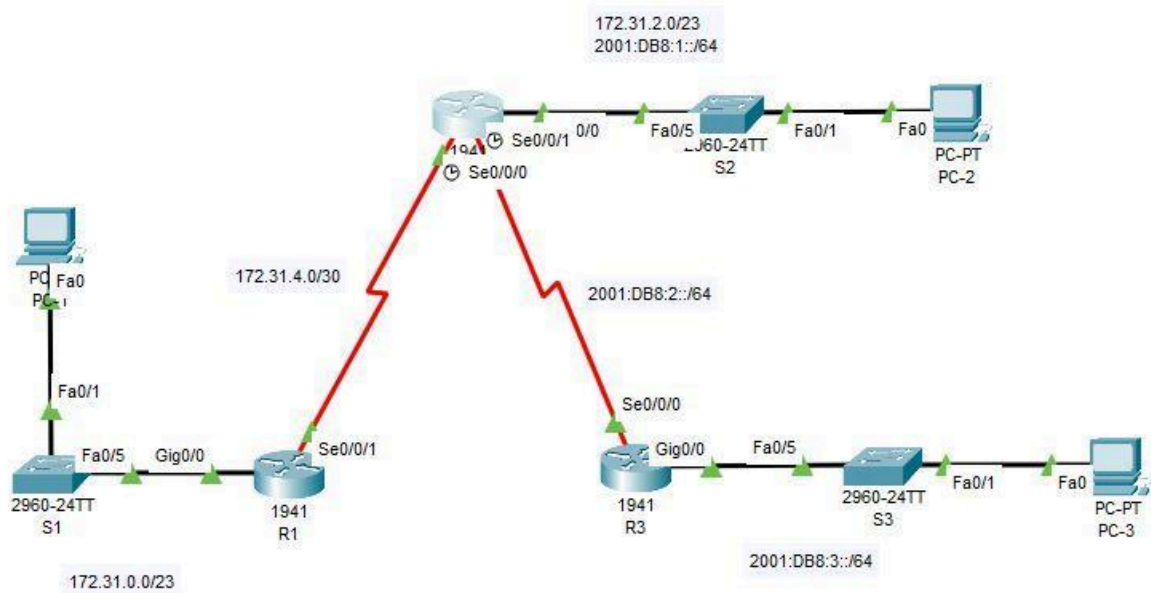 172.31.2.0/23
2001:DB8:1::/64
Se0/0/1
0/0
Fa0/5
Fa0/1
Fa0
1941
Se0/0/0
2960-24TT
S2
PC-PT
PC-2
Fa0
172.31.4.0/30
2001:DB8:2::/64
Fa0/1
Se0/0/0
Fa0/5
Gig0/0
Se0/0/1
Gig0/0
Fa0/5
Fa0/1
Fa0
2960-24TT
S1
1941
R1
1941
R3
2960-24TT
S3
PC-PT
PC-3
172.31.0.0/23
2001:DB8:3::/64